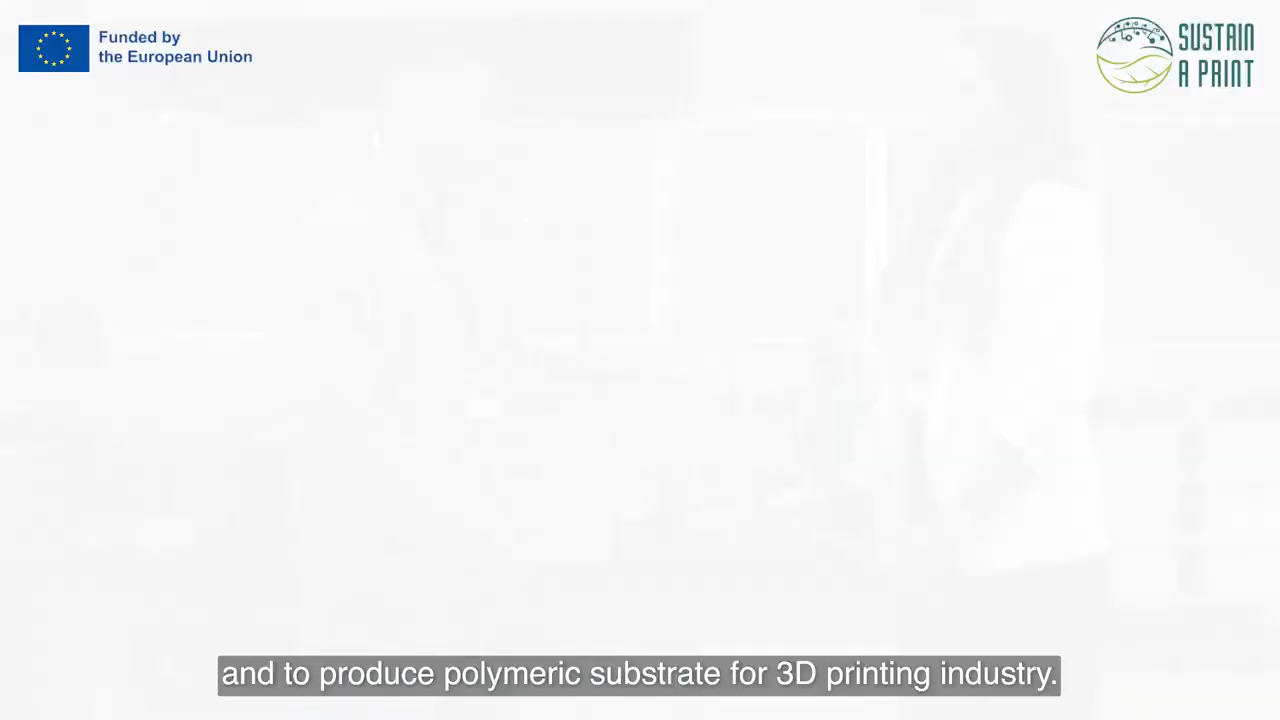 Funded by
the European Union
SUSTAIN
A PRINT
and to produce polymeric substrate for 3D printing industry.